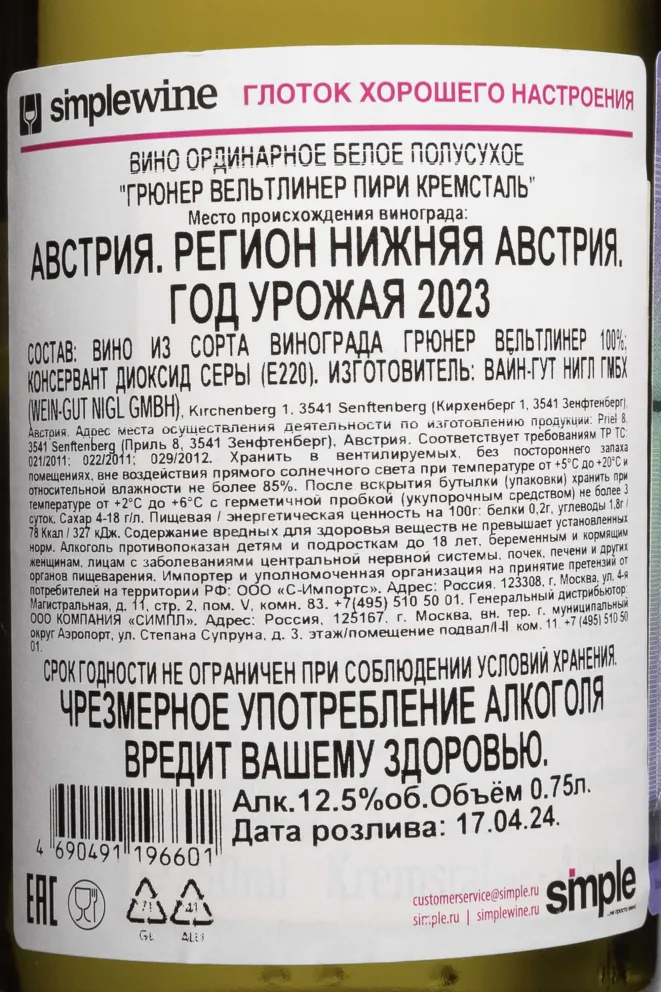 simplewine ГЛОТОК ХОРОШЕГО НАСТРОЕНИЯ
ВИНО ОРДИНАРНОЕ БЕЛОЕ ПОЛУСУХОЕ
"ГРЮНЕР ВЕЛЬТЛИНЕР ПИРИ КРЕМСТАЛЬ"
Место происхождения винограда:
АВСТРИЯ. РЕГИОН НИЖНЯЯ АВСТРИЯ.
ГОД УРОЖАЯ 2023
СОСТАВ: ВИНО ИЗ СОРТА ВИНОГРАДА ГРЮНЕР ВЕЛЬТЛИНЕР 100%;
КОНСЕРВАНТ ДИОКСИД СЕРЫ (Е220). ИЗГОТОВИТЕЛЬ: ВАЙН-ГУТ НИГЛ ГМБХ
(WEIN-GUT NIGL GMBH), Kirchenberg 1, 3541 Senftenberg (Кирхенберг 1, 3541 Зенфтенберг),
Австрия. Адрес места осуществления деятельности по изготовлению продукции: Priel 8,
3541 Senftenberg (Приль 8, 3541 Зенфтенберг), Австрия. Соответствует требованиям ТР ТС:
021/2011; 022/2011; 029/2012. Хранить в вентилируемых, без постороннего запаха
помещениях, вне воздействия прямого солнечного света при температуре от +5°С до +20°С и
относительной влажности не более 85%. После вскрытия бутылки (упаковки) хранить при
температуре от +2°С до +6°С с герметичной пробкой (укупорочным средством) не более 3
суток. Сахар 4-18 г/л. Пищевая / энергетическая ценность на 100г: белки 0,2г, углеводы 1,8г /
78 Ккал / 327 кДж. Содержание вредных для здоровья веществ не превышает установленных
норм. Алкоголь противопоказан детям и подросткам до 18 лет, беременным и кормящим
женщинам, лицам с заболеваниями центральной нервной системы, почек, печени и других
органов пищеварения. Импортер и уполномоченная организация на принятие претензий от
потребителей на территории РФ: ООО «С-Импортс». Адрес: Россия, 123308, г. Москва, ул. 4-я
Магистральная, д. 11, стр. 2, пом. V, комн. 83. +7(495) 510 50 01. Генеральный дистрибьютор:
ООО КОМПАНИЯ «СИМПЛ». Адрес: Россия, 125167, г. Москва, вн. тер. г. муниципальный
округ Аэропорт, ул. Степана Супруна, д. 3, этаж/помещение подвал/I-II ком. 11 +7 (495) 510 50
01.
СРОК ГОДНОСТИ НЕ ОГРАНИЧЕН ПРИ СОБЛЮДЕНИИ УСЛОВИЙ ХРАНЕНИЯ.
ЧРЕЗМЕРНОЕ УПОТРЕБЛЕНИЕ АЛКОГОЛЯ
ВРЕДИТ ВАШЕМУ ЗДОРОВЬЮ.
Алк.12.5%об.Объём 0.75л.
Дата розлива: 17.04.24.
4 690491 196601
EAC
71 41
GL ALU
customerservice@simple.ru
simple.ru | simplewine.ru
simple
...не просто вино